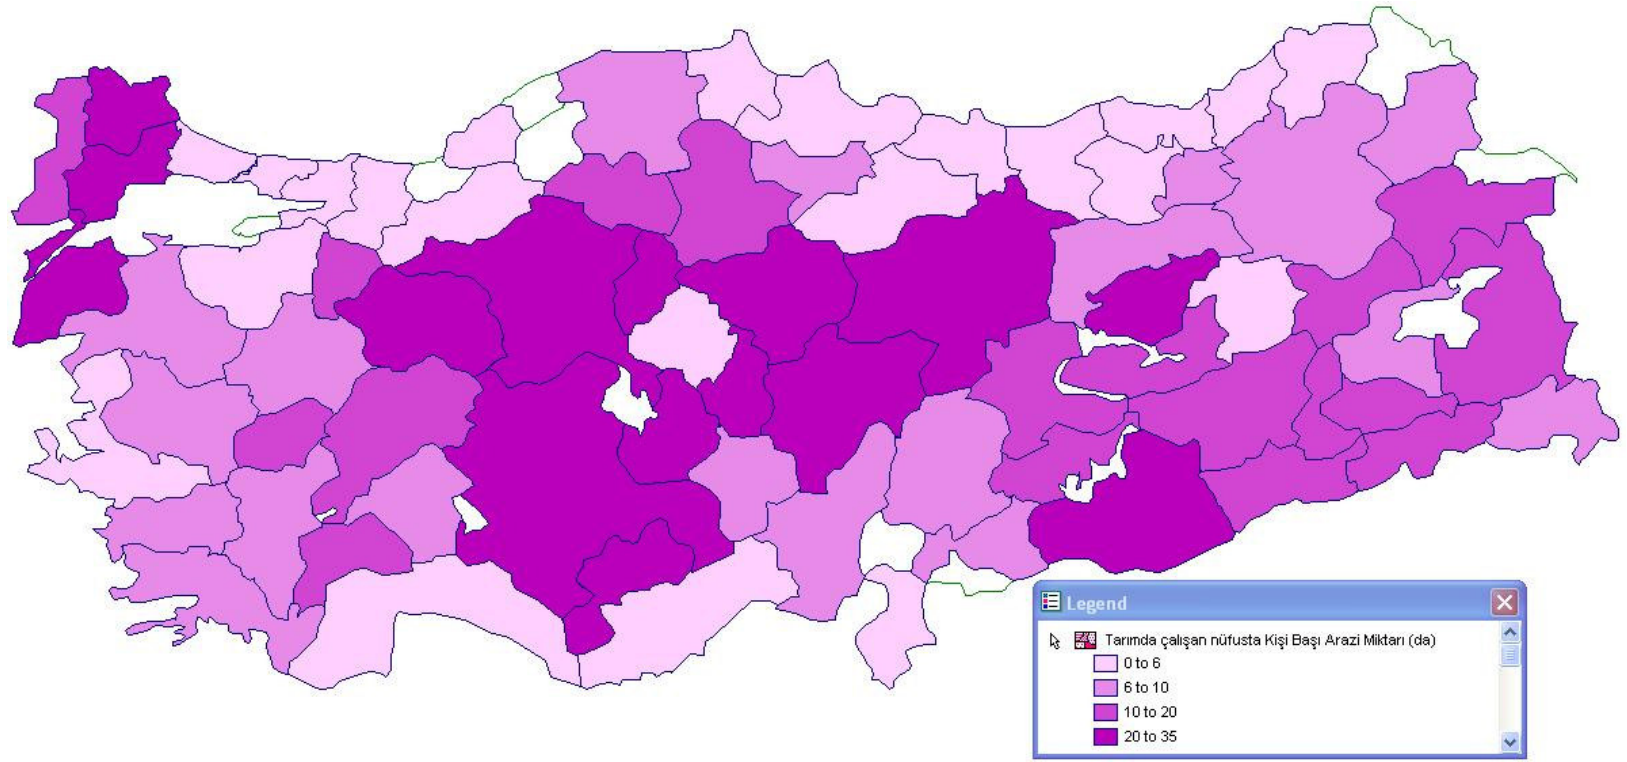 Legend
Tarımda çalışan nüfusta Kişi Başı Arazi Miktarı (da)
0 to 6
6 to 10
10 to 20
20 to 35